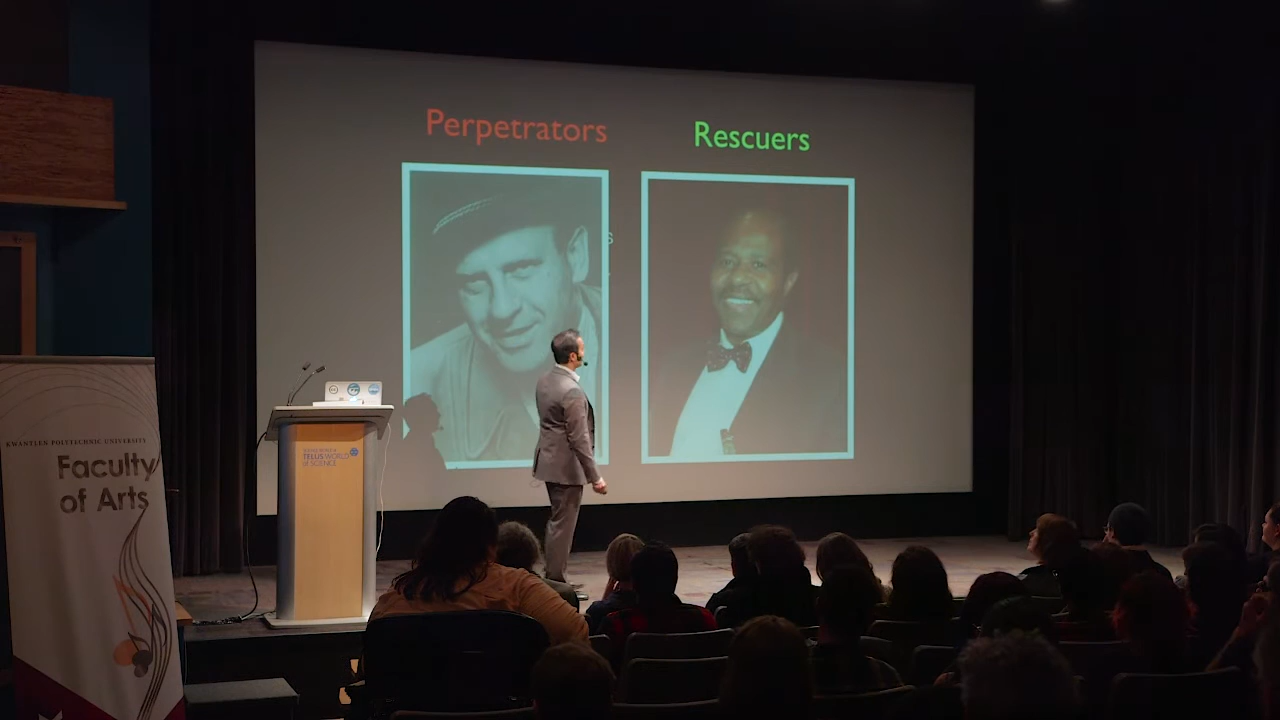 Perpetrators
Rescuers
s
KWANTLEN POLYTECHNIC UNIVERSITY
Faculty
of Arts
TELUS WORLD
OF SCIENCE